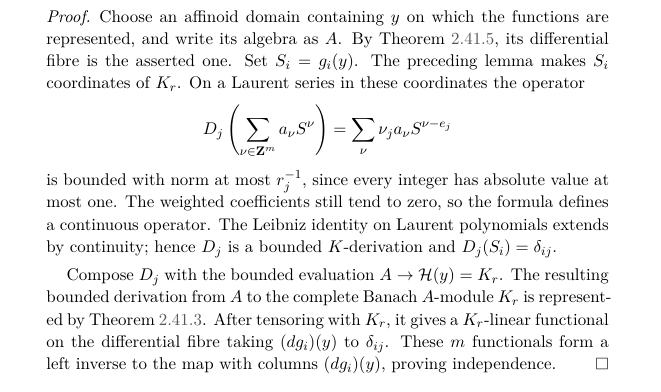 Proof. Choose an affinoid domain containing y on which the functions are
represented, and write its algebra as A. By Theorem 2.41.5, its differential
fibre is the asserted one. Set S_i = g_i(y). The preceding lemma makes S_i
coordinates of K_r. On a Laurent series in these coordinates the operator
D_j ( ∑_{ν∈Z^m} a_ν S^ν ) = ∑_ν ν_j a_ν S^{ν−e_j}
is bounded with norm at most r_j^{−1}, since every integer has absolute value at
most one. The weighted coefficients still tend to zero, so the formula defines
a continuous operator. The Leibniz identity on Laurent polynomials extends
by continuity; hence D_j is a bounded K-derivation and D_j(S_i) = δ_{ij}.
Compose D_j with the bounded evaluation A → ℋ(y) = K_r. The resulting
bounded derivation from A to the complete Banach A-module K_r is represent-
ed by Theorem 2.41.3. After tensoring with K_r, it gives a K_r-linear functional
on the differential fibre taking (dg_i)(y) to δ_{ij}. These m functionals form a
left inverse to the map with columns (dg_i)(y), proving independence. □